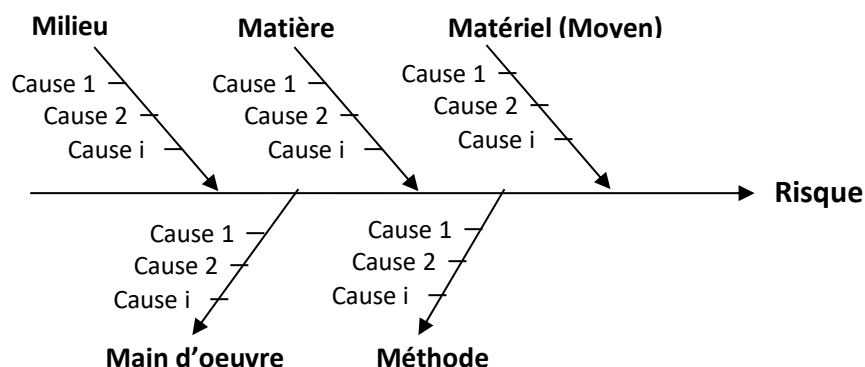 Milieu
Matière
Matériel (Moyen)
Cause 1
Cause 2
Cause i
Cause 1
Cause 2
Cause i
Cause 1
Cause 2
Cause i
Risque
Cause 1
Cause 2
Cause i
Cause 1
Cause 2
Cause i
Main d'oeuvre
Méthode